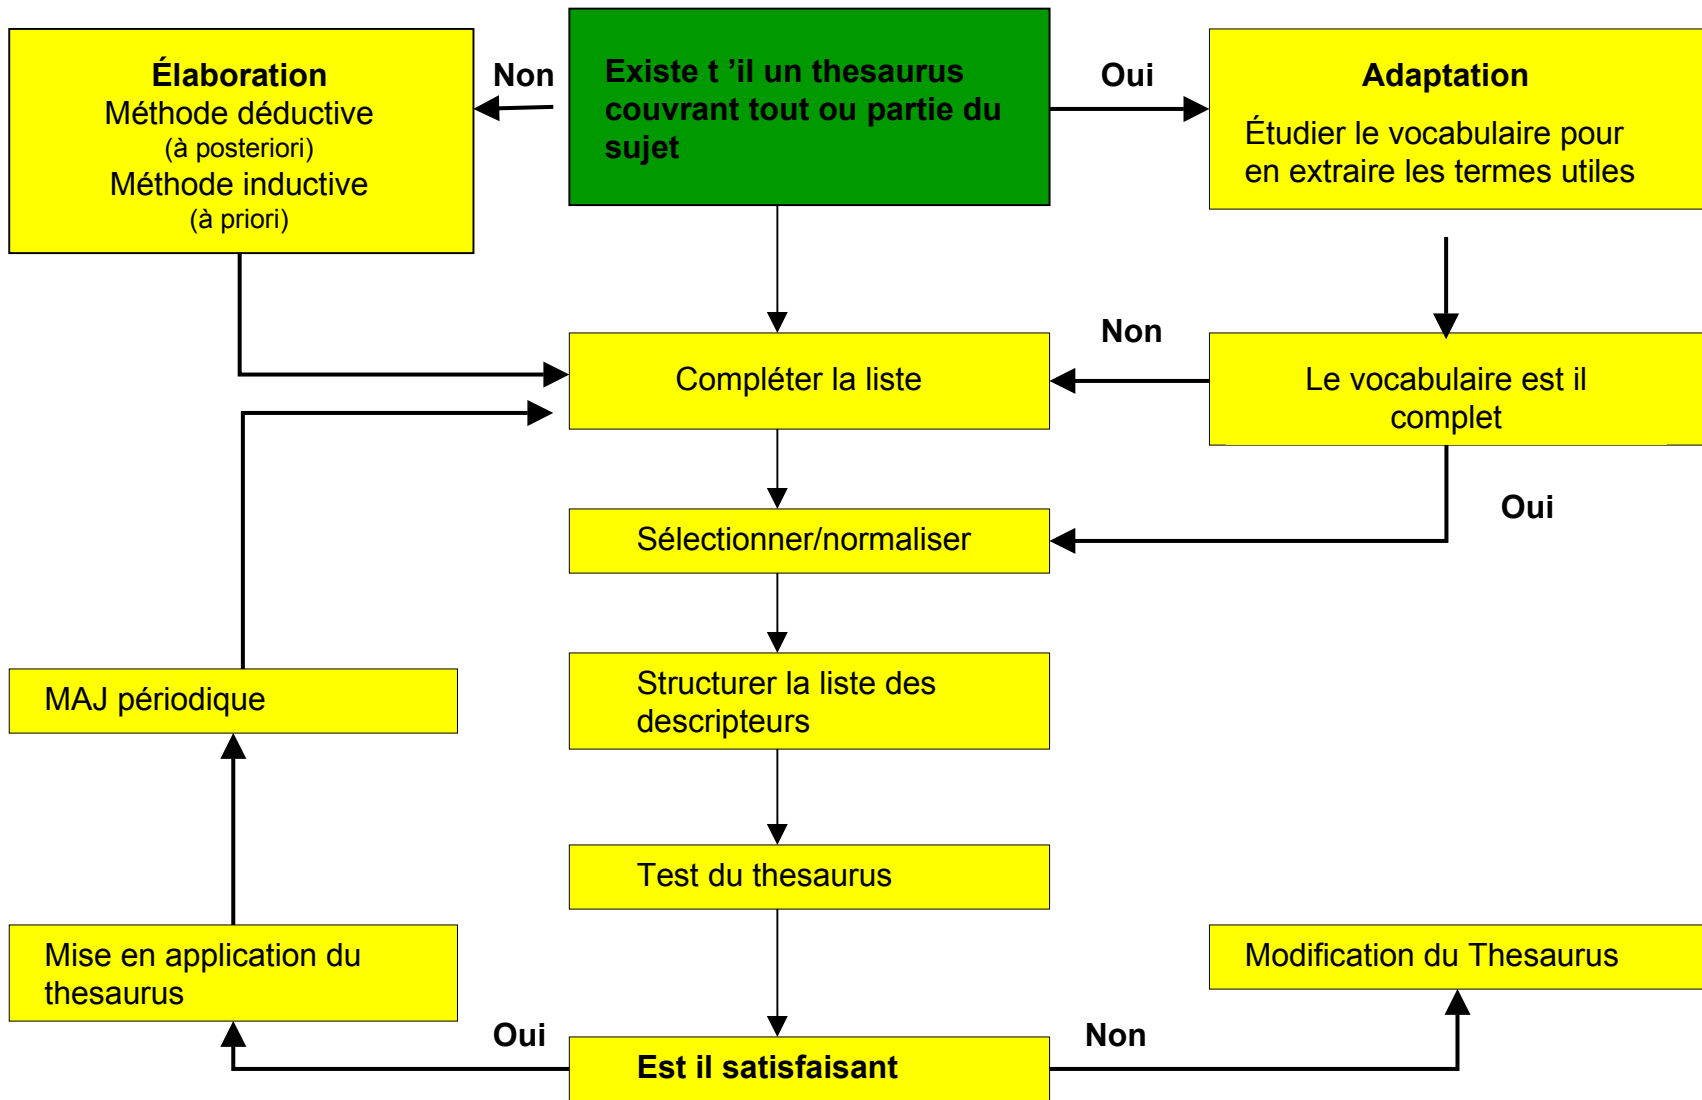 Élaboration
Méthode déductive
(à posteriori)
Méthode inductive
(à priori)
Non
Existe t ’il un thesaurus
couvrant tout ou partie du
sujet
Oui
Adaptation
Étudier le vocabulaire pour
en extraire les termes utiles
Compléter la liste
Non
Le vocabulaire est il
complet
Oui
Sélectionner/normaliser
Structurer la liste des
descripteurs
MAJ périodique
Test du thesaurus
Mise en application du
thesaurus
Modification du Thesaurus
Oui
Est il satisfaisant
Non